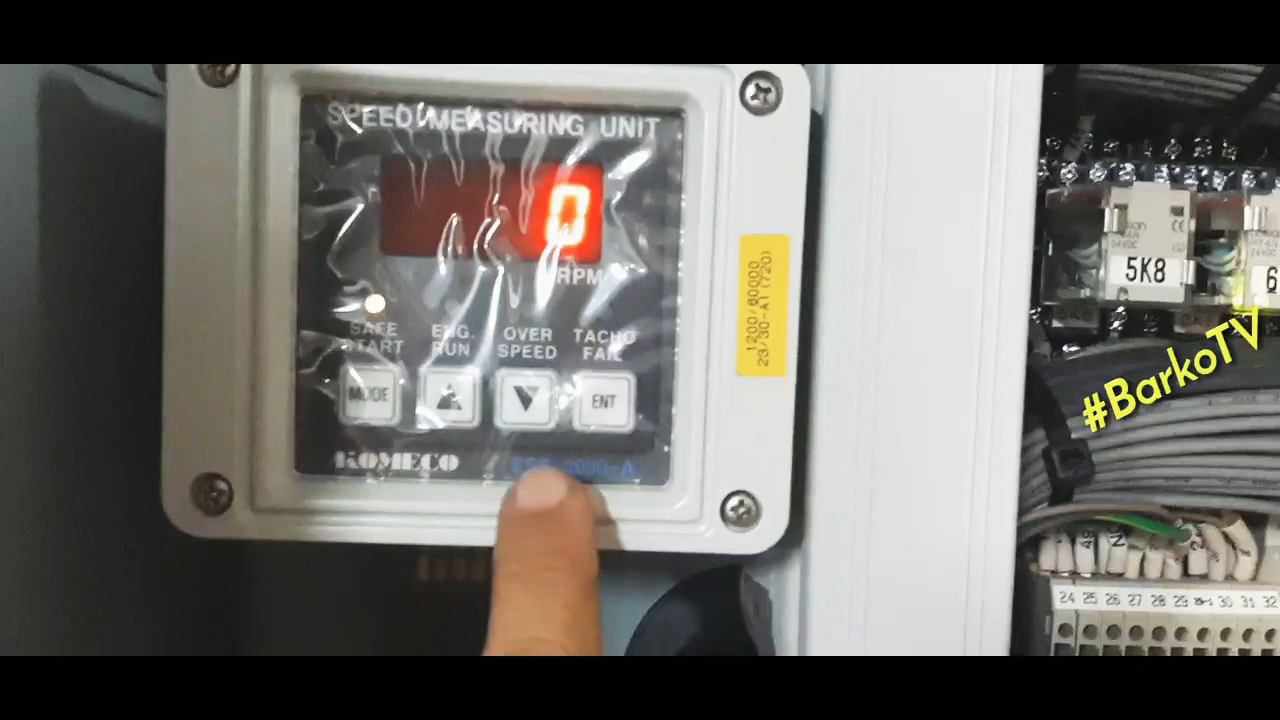 SPEED MEASURING UNIT
0
RPM
SAFE START
ENG. RUN
OVER SPEED
TACHO FAIL
MODE
ENT
KOMECO
1200/60000
23/30-A1 (720)
5K8
6
#BarkoTV
24 25 26 27 28 29 30 31 32